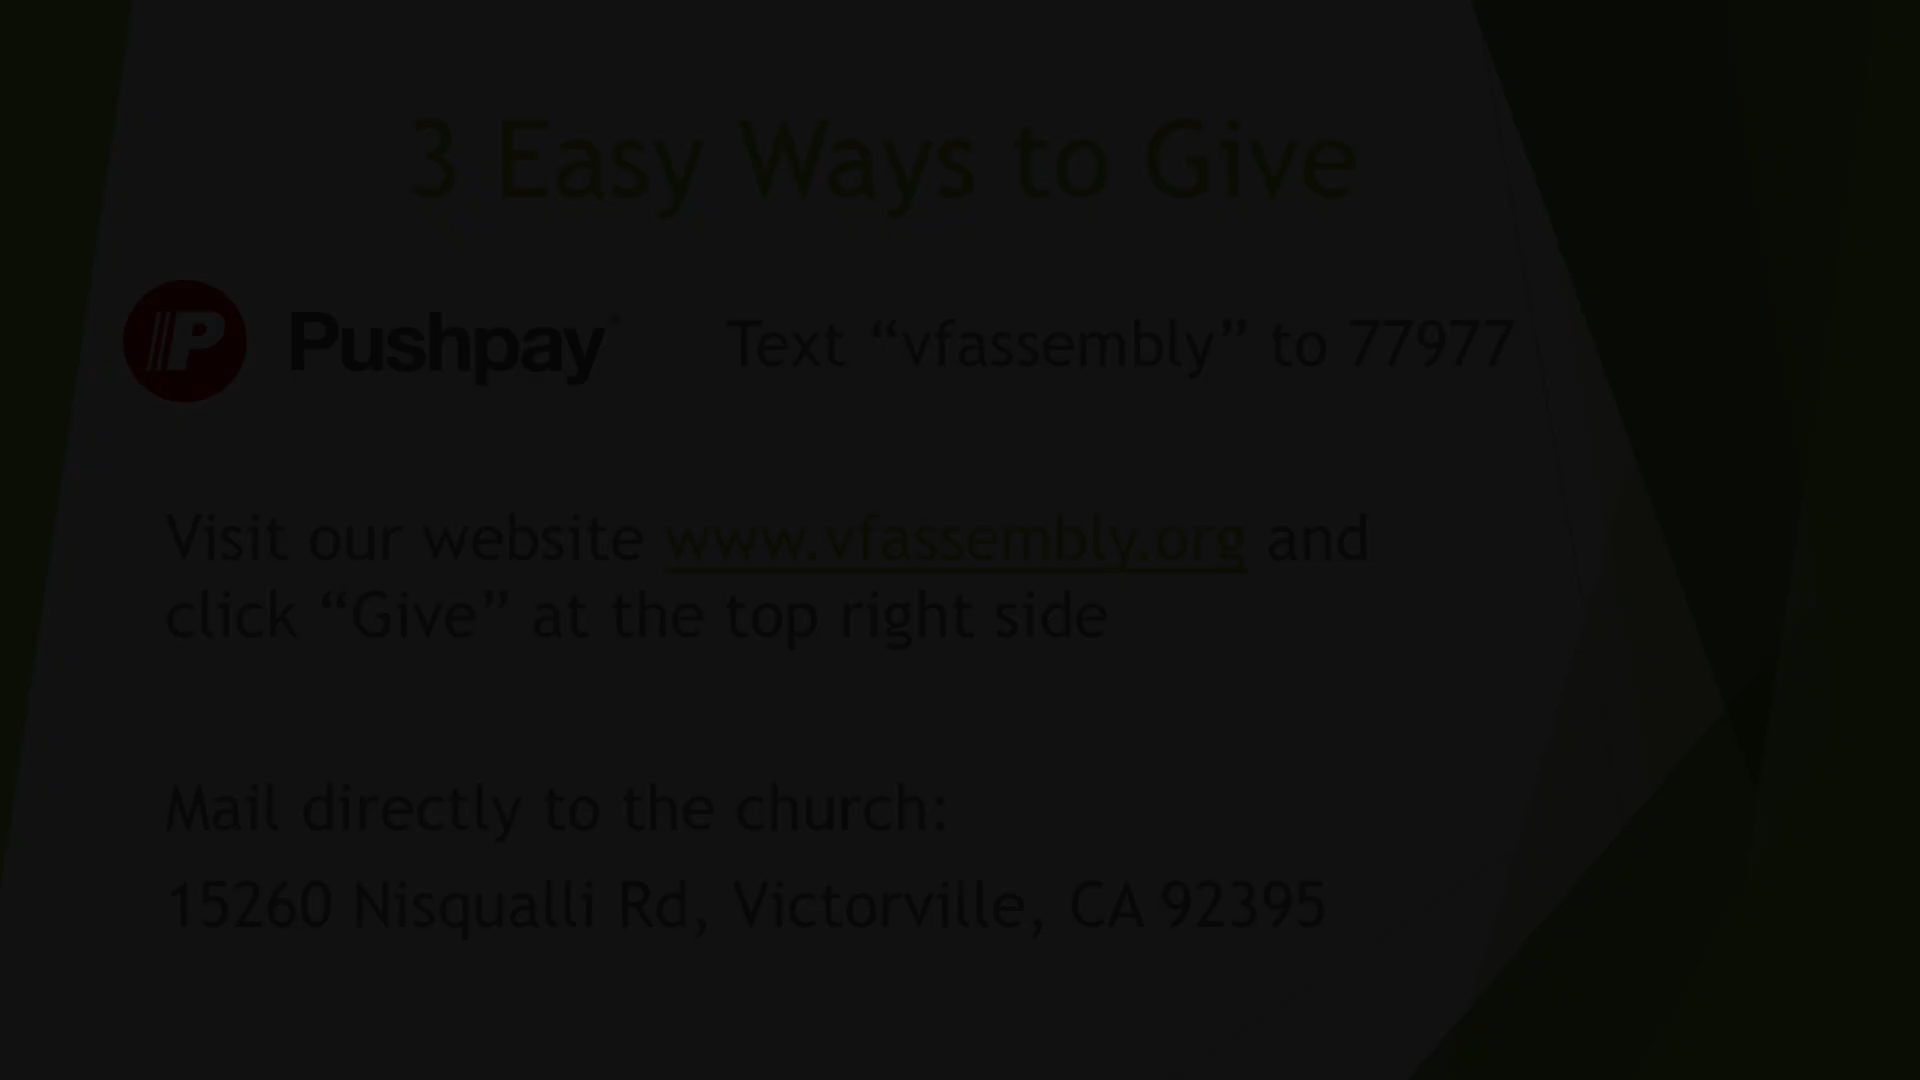 3 Easy Ways to Give
P Pushpay Text “vfassembly” to 77977
Visit our website www.vfassembly.org and
click “Give” at the top right side
Mail directly to the church:
15260 Nisqualli Rd, Victorville, CA 92395